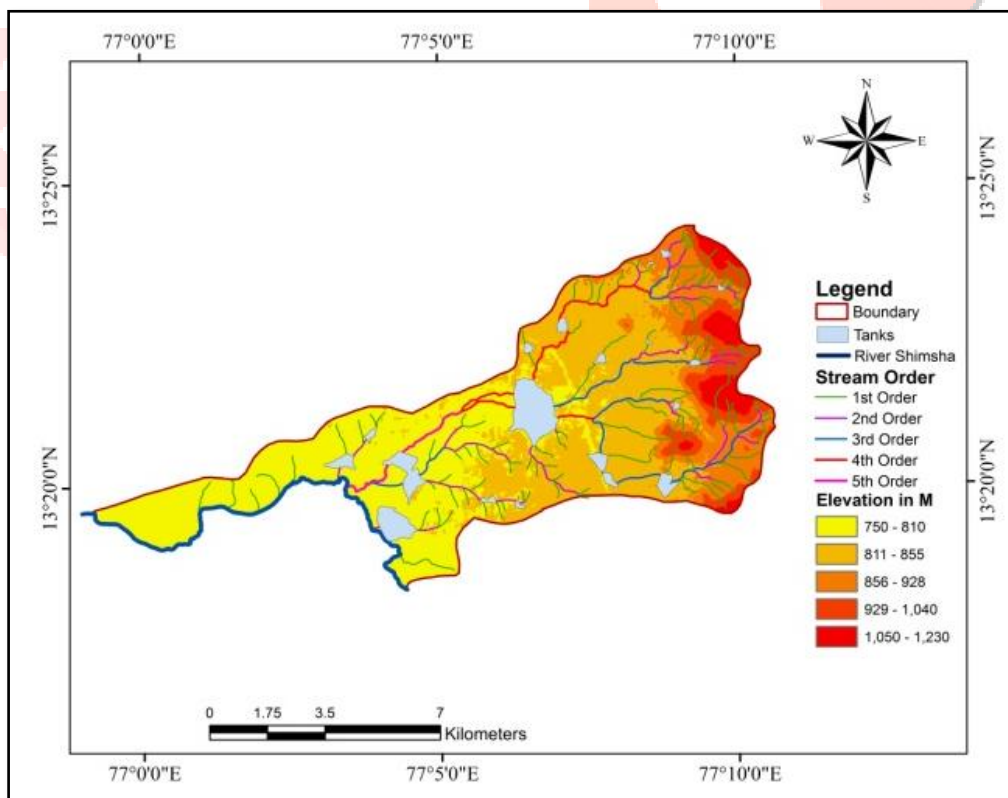 77°0'0"E 77°5'0"E 77°10'0"E
N
W E
S
13°25'0"N 13°25'0"N
Legend
Boundary
Tanks
River Shimsha
Stream Order
1st Order
2nd Order
3rd Order
4th Order
5th Order
13°20'0"N 13°20'0"N
Elevation in M
750 - 810
811 - 855
856 - 928
929 - 1,040
1,050 - 1,230
0 1.75 3.5 7
Kilometers
77°0'0"E 77°5'0"E 77°10'0"E